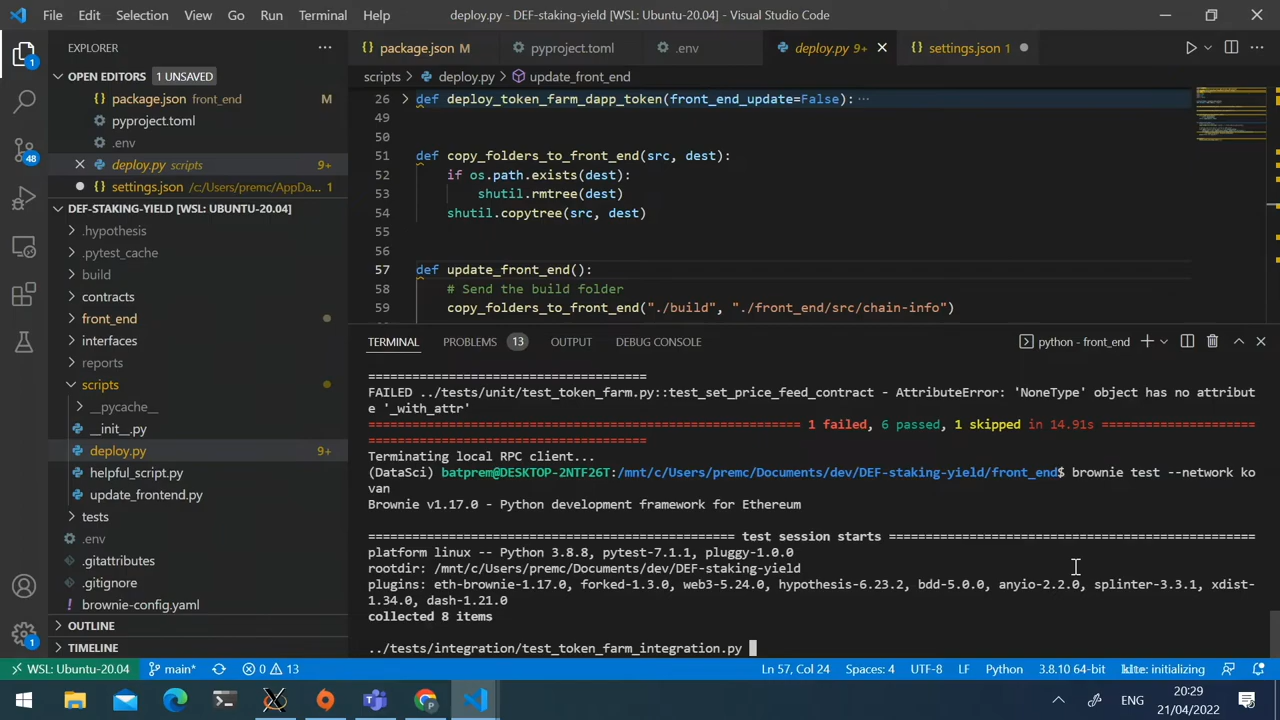 File Edit Selection View Go Run Terminal Help
deploy.py - DEF-staking-yield [WSL: Ubuntu-20.04] - Visual Studio Code
EXPLORER
OPEN EDITORS 1 UNSAVED
package.json front_end M
pyproject.toml
.env
deploy.py scripts 9+
settings.json /c/Users/premc/AppDa... 1
DEF-STAKING-YIELD [WSL: UBUNTU-20.04]
.hypothesis
.pytest_cache
build
contracts
front_end
interfaces
reports
scripts
__pycache__
__init__.py
deploy.py 9+
helpful_script.py
update_frontend.py
tests
.env
.gitattributes
.gitignore
brownie-config.yaml
OUTLINE
TIMELINE
1
48
1
package.json M
pyproject.toml
.env
deploy.py 9+
settings.json 1
scripts > deploy.py > update_front_end
26 def deploy_token_farm_dapp_token(front_end_update=False): ...
49
50
51 def copy_folders_to_front_end(src, dest):
52 if os.path.exists(dest):
53 shutil.rmtree(dest)
54 shutil.copytree(src, dest)
55
56
57 def update_front_end():
58 # Send the build folder
59 copy_folders_to_front_end("./build", "./front_end/src/chain-info")
TERMINAL PROBLEMS 13 OUTPUT DEBUG CONSOLE
python - front_end
======================================
FAILED ../tests/unit/test_token_farm.py::test_set_price_feed_contract - AttributeError: 'NoneType' object has no attribut
e '_with_attr'
=========================================================== 1 failed, 6 passed, 1 skipped in 14.91s =====================
======================================
Terminating local RPC client...
(DataSci) batprem@DESKTOP-2NTF26T:/mnt/c/Users/premc/Documents/dev/DEF-staking-yield/front_end$ brownie test --network ko
van
Brownie v1.17.0 - Python development framework for Ethereum
================================================== test session starts ==================================================
platform linux -- Python 3.8.8, pytest-7.1.1, pluggy-1.0.0
rootdir: /mnt/c/Users/premc/Documents/dev/DEF-staking-yield
plugins: eth-brownie-1.17.0, forked-1.3.0, web3-5.24.0, hypothesis-6.23.2, bdd-5.0.0, anyio-2.2.0, splinter-3.3.1, xdist-
1.34.0, dash-1.21.0
collected 8 items
../tests/integration/test_token_farm_integration.py
WSL: Ubuntu-20.04 main* 0 13 Ln 57, Col 24 Spaces: 4 UTF-8 LF Python 3.8.10 64-bit kite: initializing
ENG
20:29
21/04/2022